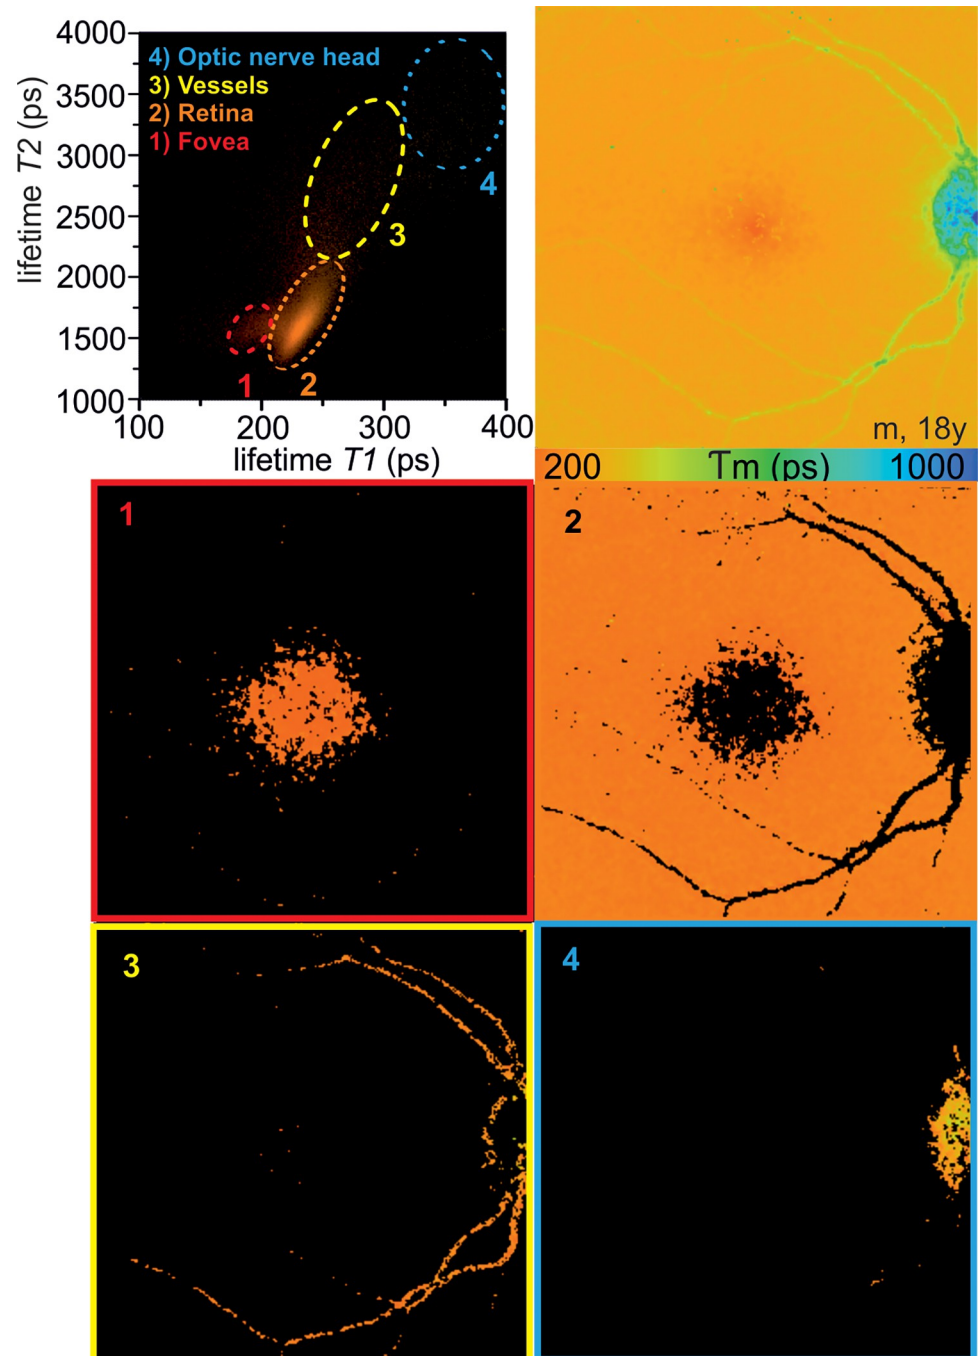 lifetime T2 (ps)
4000
3500
3000
2500
2000
1500
1000
4) Optic nerve head
3) Vessels
2) Retina
1) Fovea
4
3
1
2
100
200
300
400
lifetime T1 (ps)
m, 18y
200
Tm (ps)
1000
1
2
3
4